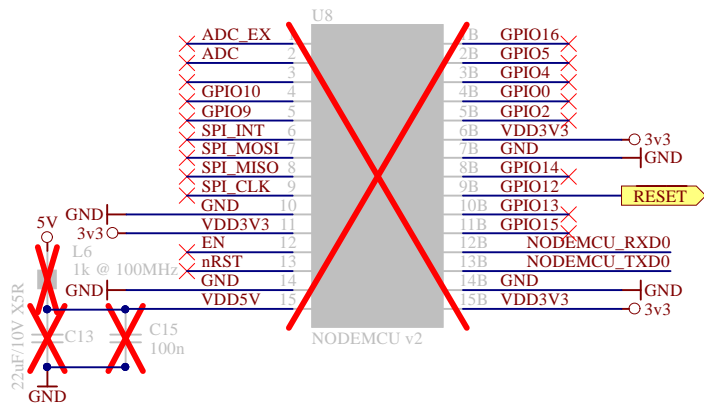 U8
ADC_EX 1 1B GPIO16
ADC 2 2B GPIO5
3 3B GPIO4
GPIO10 4 4B GPIO0
GPIO9 5 5B GPIO2
SPI_INT 6 6B VDD3V3 3v3
SPI_MOSI 7 7B GND GND
SPI_MISO 8 8B GPIO14
SPI_CLK 9 9B GPIO12 RESET
GND GND 10 10B GPIO13
3v3 VDD3V3 11 11B GPIO15
EN 12 12B NODEMCU_RXD0
nRST 13 13B NODEMCU_TXD0
GND GND 14 14B GND GND
VDD5V 15 15B VDD3V3 3v3
NODEMCU v2
5V
L6
1k @ 100MHz
22uF/10V X5R
C13
C15
100n
GND